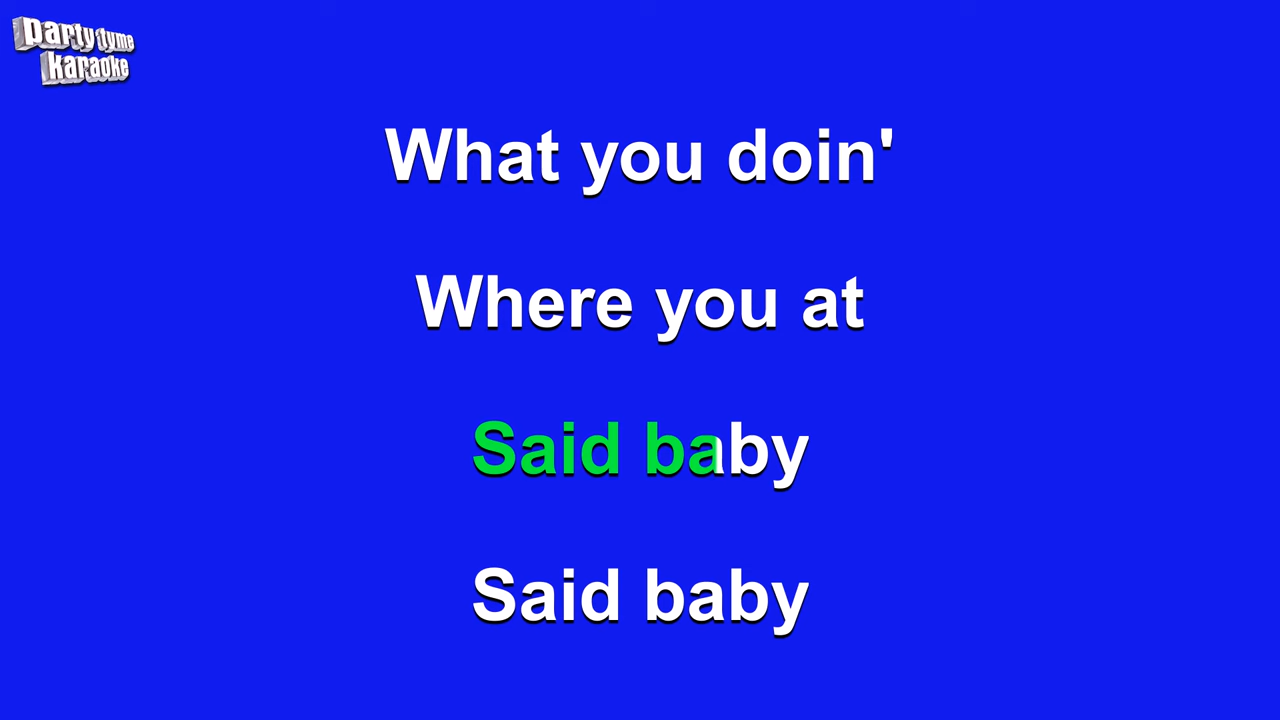 party tyme
karaoke
What you doin'
Where you at
Said baby
Said baby